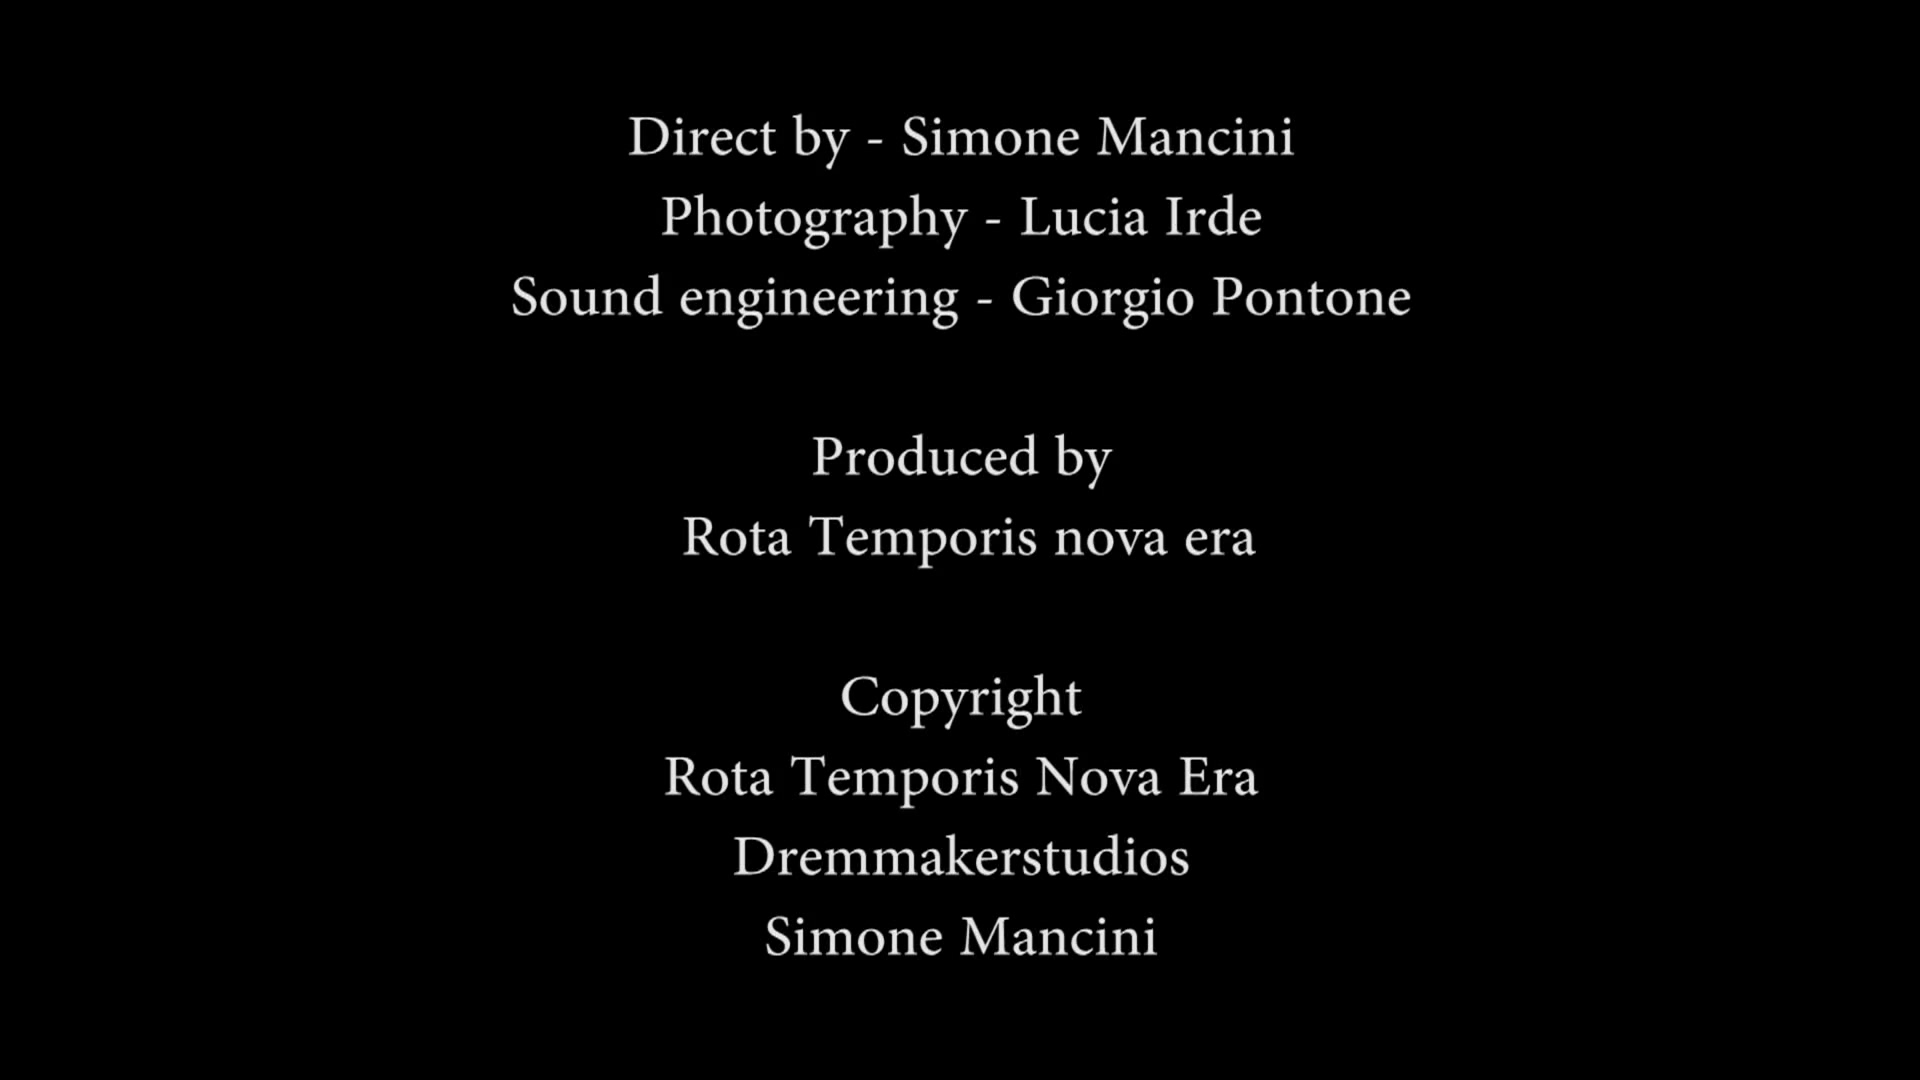 Direct by - Simone Mancini
Photography - Lucia Irde
Sound engineering - Giorgio Pontone
Produced by
Rota Temporis nova era
Copyright
Rota Temporis Nova Era
Dremmakerstudios
Simone Mancini